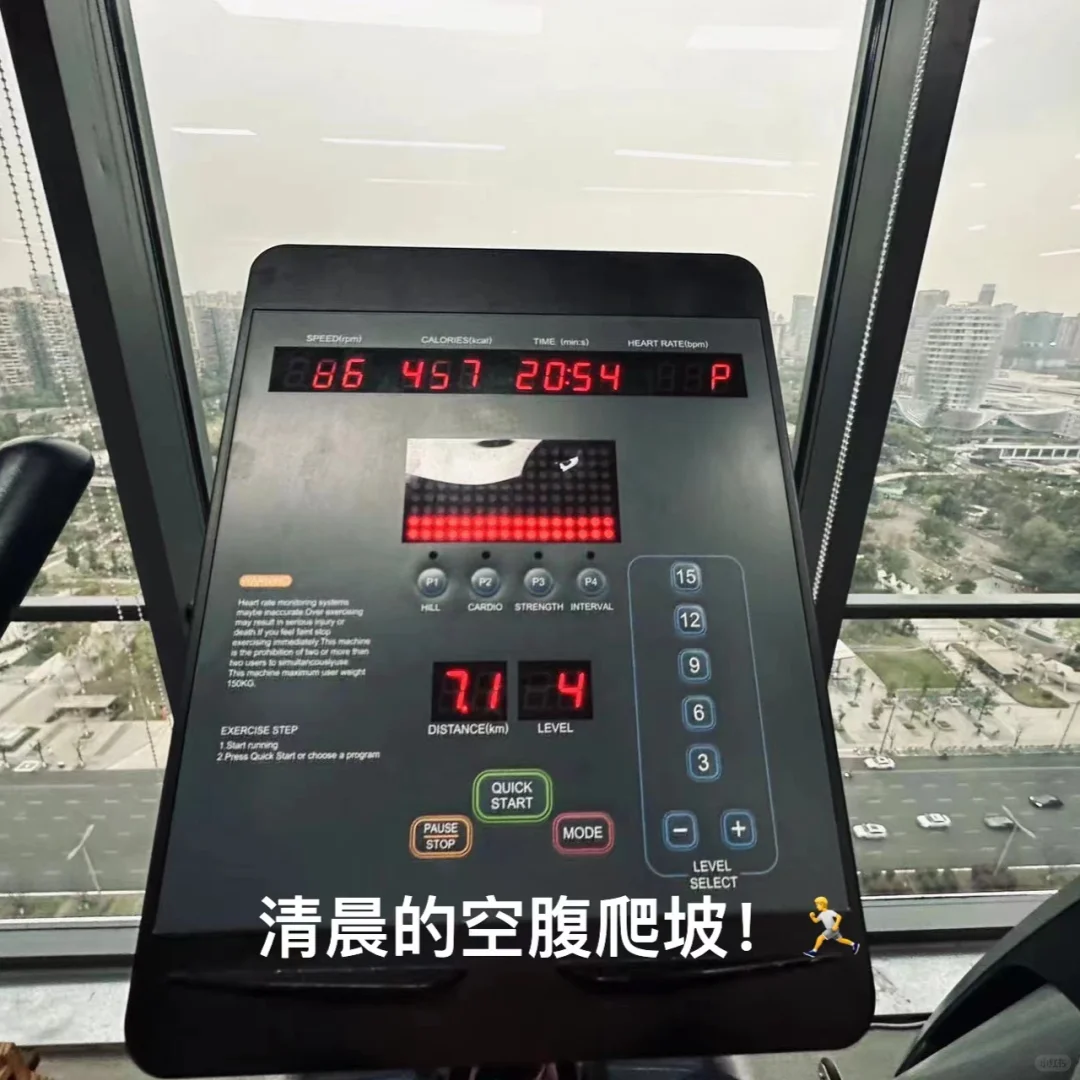 SPEED(rpm) CALORIES(kcal) TIME (min:s) HEART RATE(bpm)
86 457 20:54 P
P1 P2 P3 P4
HILL CARDIO STRENGTH INTERVAL
15
12
9
6
3
Heart rate monitoring systems
maybe inaccurate.Over exercising
may result in serious injury or
death.If you feel faint stop
exercising immediately.This machine
is the prohibition of two or more than
two users to simultancouslyuse.
This machine maximum user weight
150KG.
7.1 4
DISTANCE(km) LEVEL
EXERCISE STEP
1.Start running
2.Press Quick Start or choose a program
QUICK
START
PAUSE
STOP
MODE
− +
LEVEL
SELECT
清晨的空腹爬坡！🏃